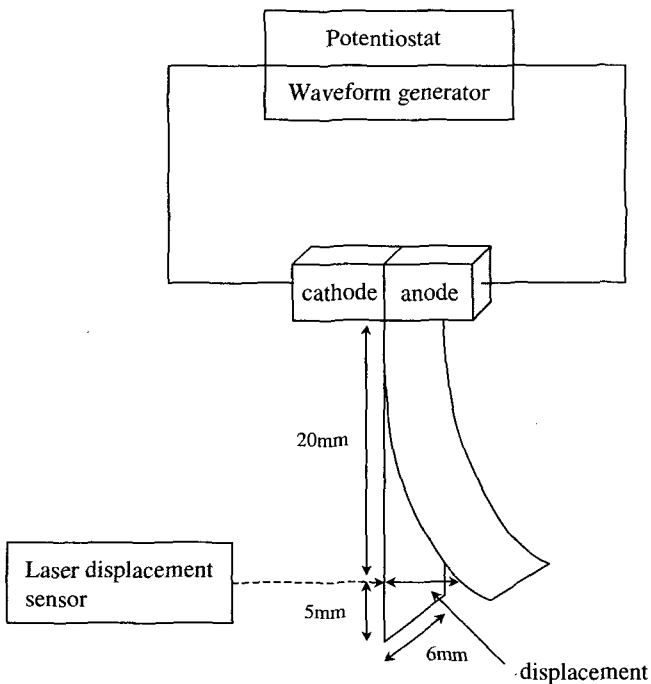 Potentiostat
Waveform generator
cathode
anode
20mm
Laser displacement
sensor
5mm
6mm
displacement